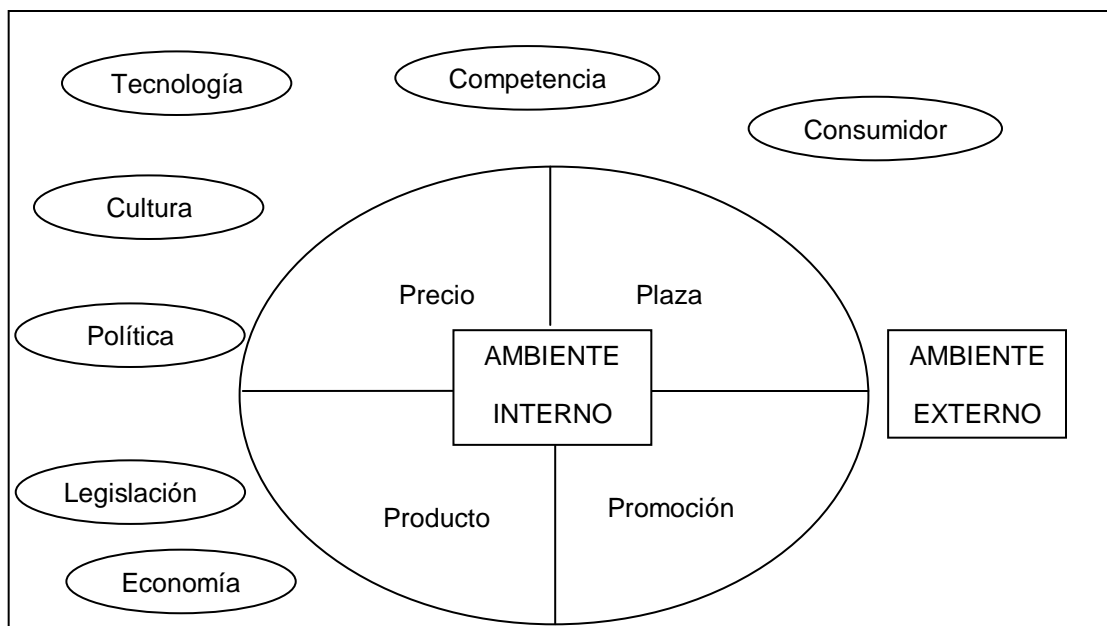 Tecnología
Competencia
Consumidor
Cultura
Precio
Plaza
Política
AMBIENTE
INTERNO
AMBIENTE
EXTERNO
Legislación
Producto
Promoción
Economía